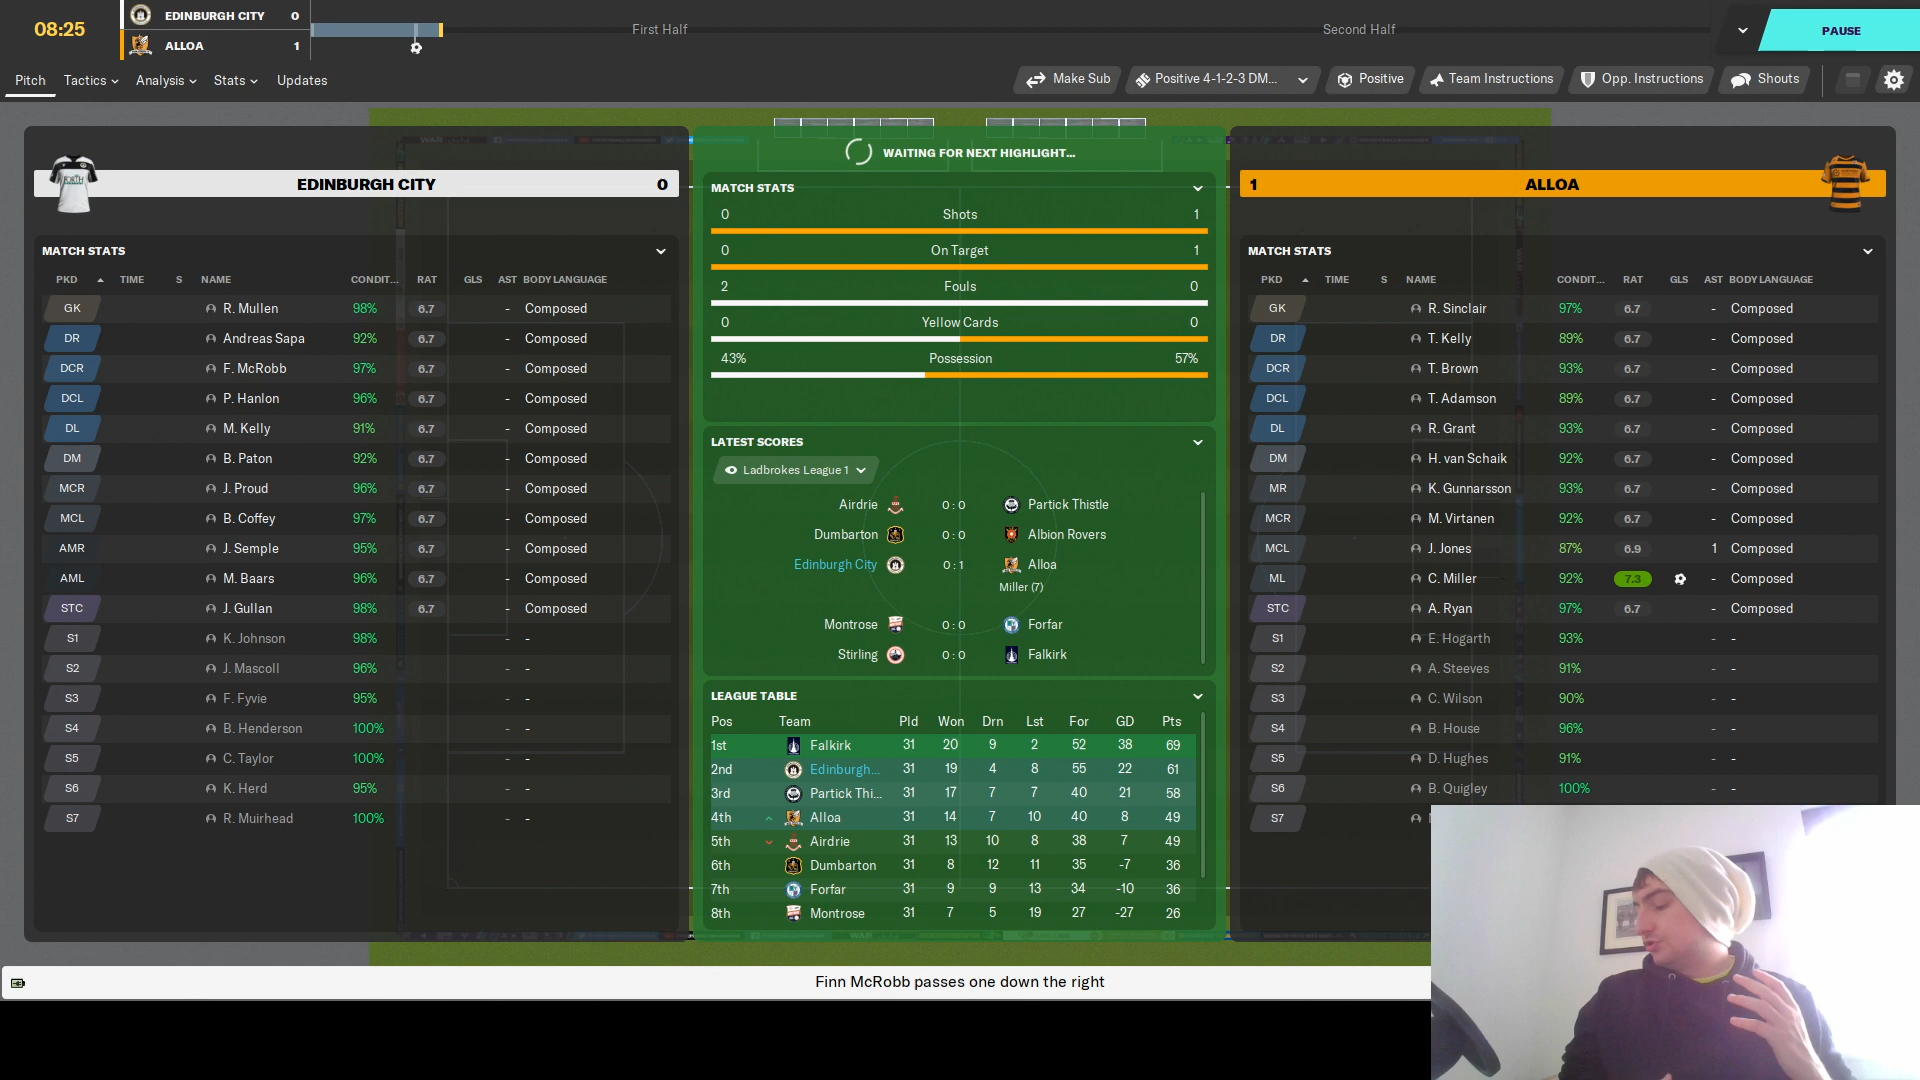 08:25
EDINBURGH CITY 0
ALLOA 1
First Half
Second Half
PAUSE
Pitch Tactics Analysis Stats Updates
Make Sub Positive 4-1-2-3 DM... Positive Team Instructions Opp. Instructions Shouts
EDINBURGH CITY 0
MATCH STATS
PKD TIME S NAME CONDIT... RAT GLS AST BODY LANGUAGE
GK R. Mullen 98% 6.7 - Composed
DR Andreas Sapa 92% 6.7 - Composed
DCR F. McRobb 97% 6.7 - Composed
DCL P. Hanlon 96% 6.7 - Composed
DL M. Kelly 91% 6.7 - Composed
DM B. Paton 92% 6.7 - Composed
MCR J. Proud 96% 6.7 - Composed
MCL B. Coffey 97% 6.7 - Composed
AMR J. Semple 95% 6.7 - Composed
AML M. Baars 96% 6.7 - Composed
STC J. Gullan 98% 6.7 - Composed
S1 K. Johnson 98% - -
S2 J. Mascoll 96% - -
S3 F. Fyvie 95% - -
S4 B. Henderson 100% - -
S5 C. Taylor 100% - -
S6 K. Herd 95% - -
S7 R. Muirhead 100% - -
WAITING FOR NEXT HIGHLIGHT...
MATCH STATS
0 Shots 1
0 On Target 1
2 Fouls 0
0 Yellow Cards 0
43% Possession 57%
LATEST SCORES
Ladbrokes League 1
Airdrie 0 : 0 Partick Thistle
Dumbarton 0 : 0 Albion Rovers
Edinburgh City 0 : 1 Alloa
Miller (7)
Montrose 0 : 0 Forfar
Stirling 0 : 0 Falkirk
LEAGUE TABLE
Pos Team Pld Won Drn Lst For GD Pts
1st Falkirk 31 20 9 2 52 38 69
2nd Edinburgh... 31 19 4 8 55 22 61
3rd Partick Thi... 31 17 7 7 40 21 58
4th Alloa 31 14 7 10 40 8 49
5th Airdrie 31 13 10 8 38 7 49
6th Dumbarton 31 8 12 11 35 -7 36
7th Forfar 31 9 9 13 34 -10 36
8th Montrose 31 7 5 19 27 -27 26
1 ALLOA
MATCH STATS
PKD TIME S NAME CONDIT... RAT GLS AST BODY LANGUAGE
GK R. Sinclair 97% 6.7 - Composed
DR T. Kelly 89% 6.7 - Composed
DCR T. Brown 93% 6.7 - Composed
DCL T. Adamson 89% 6.7 - Composed
DL R. Grant 93% 6.7 - Composed
DM H. van Schaik 92% 6.7 - Composed
MR K. Gunnarsson 93% 6.7 - Composed
MCR M. Virtanen 92% 6.7 - Composed
MCL J. Jones 87% 6.9 1 Composed
ML C. Miller 92% 7.3 - Composed
STC A. Ryan 97% 6.7 - Composed
S1 E. Hogarth 93% - -
S2 A. Steeves 91% - -
S3 C. Wilson 90% - -
S4 B. House 96% - -
S5 D. Hughes 91% - -
S6 B. Quigley 100% - -
S7
Finn McRobb passes one down the right